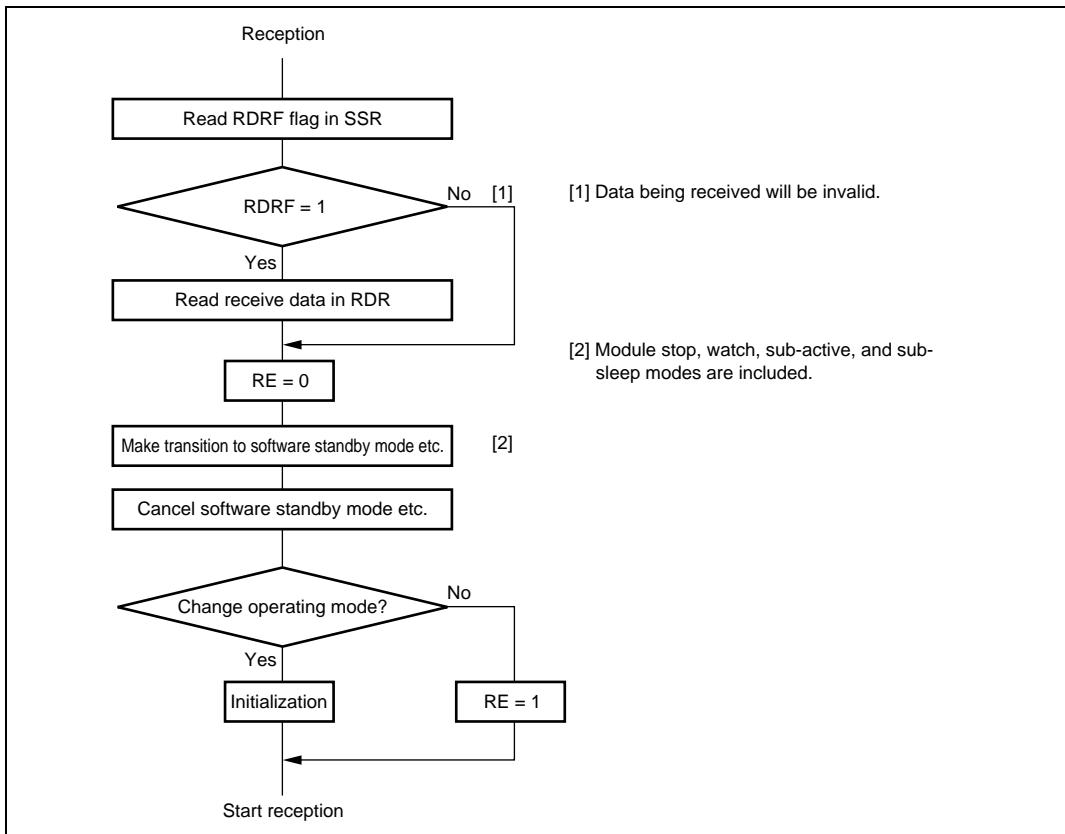 Reception
Read RDRF flag in SSR
RDRF = 1
No [1]
[1] Data being received will be invalid.
Yes
Read receive data in RDR
RE = 0
[2] Module stop, watch, sub-active, and sub-
sleep modes are included.
Make transition to software standby mode etc.
[2]
Cancel software standby mode etc.
Change operating mode?
No
Yes
Initialization
RE = 1
Start reception